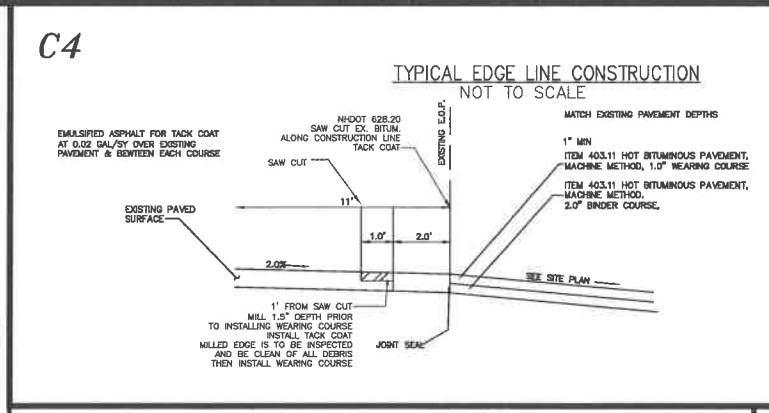 C4
TYPICAL EDGE LINE CONSTRUCTION
NOT TO SCALE
EMULSIFIED ASPHALT FOR TACK COAT
AT 0.02 GAL/SY OVER EXISTING
PAVEMENT & BEWTEEN EACH COURSE
NHDOT 628.20
SAW CUT EX. BITUM.
ALONG CONSTRUCTION LINE
TACK COAT
SAW CUT
EXISTING E.O.P.
MATCH EXISTING PAVEMENT DEPTHS
1" MIN
ITEM 403.11 HOT BITUMINOUS PAVEMENT,
MACHINE METHOD, 1.0" WEARING COURSE
ITEM 403.11 HOT BITUMINOUS PAVEMENT,
MACHINE METHOD.
2.0" BINDER COURSE,
EXISTING PAVED
SURFACE
11'
1.0'
2.0'
2.0%
SEE SITE PLAN
1' FROM SAW CUT
MILL 1.5" DEPTH PRIOR
TO INSTALLING WEARING COURSE
INSTALL TACK COAT
MILLED EDGE IS TO BE INSPECTED
AND BE CLEAN OF ALL DEBRIS
THEN INSTALL WEARING COURSE
JOINT SEAL